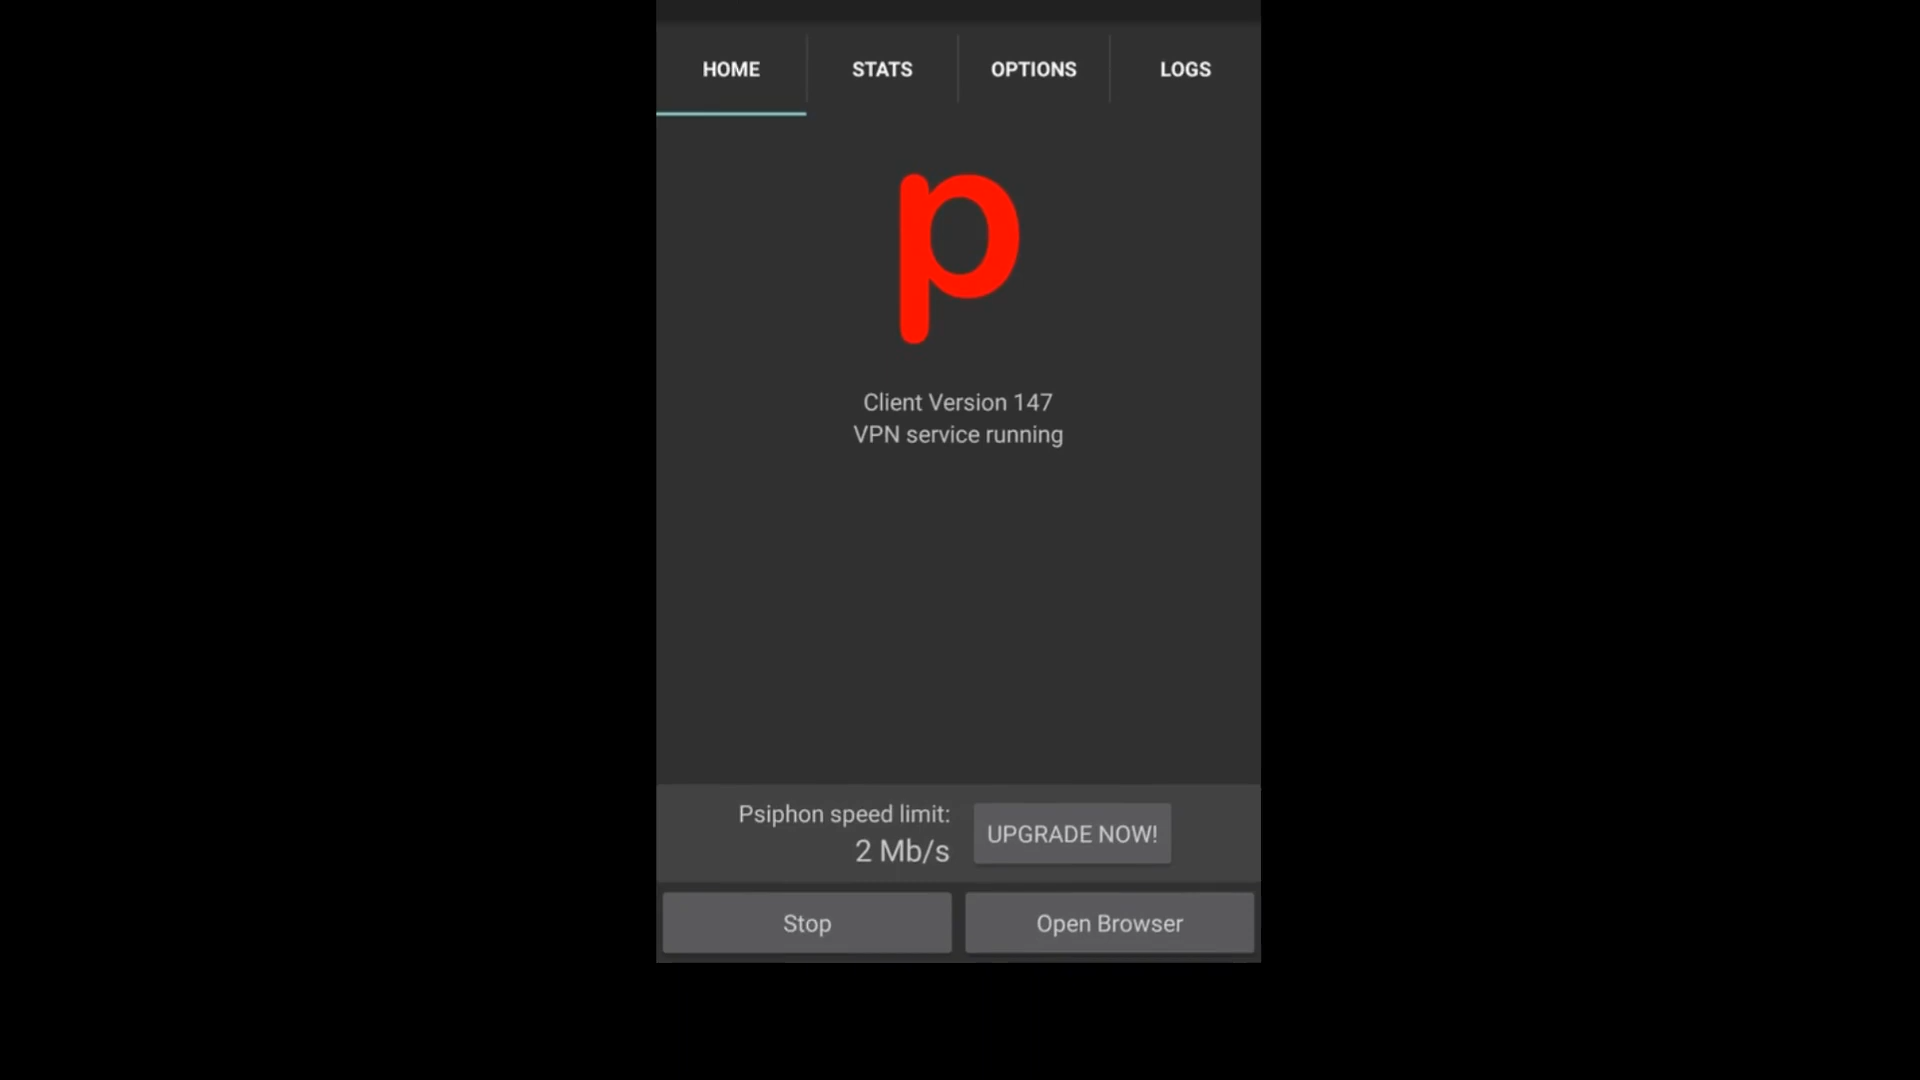 HOME STATS OPTIONS LOGS
p
Client Version 147
VPN service running
Psiphon speed limit:
2 Mb/s
UPGRADE NOW!
Stop Open Browser